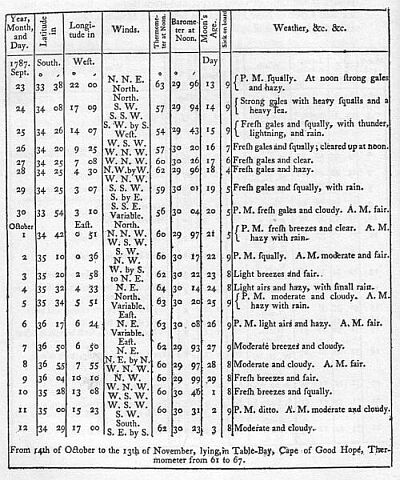 Year, Month, and Day.
Latitude in
Longitude in
Winds.
Thermometer at Noon.
Barometer at Noon.
Moon's Age.
Sick on board
Weather, &c. &c.
1787. South. West. Day
Sept. ° ′ ° ′ ° ° ′
23 33 38 22 00 N. N. E. North. 63 29 96 13 9 P. M. ſqually. At noon ſtrong gales
and hazy.
24 34 08 17 09 North. S. W. S. S. W. 57 29 94 14 9 Strong gales with heavy ſqualls and a
heavy ſea.
25 34 26 14 07 S. W. by S. Weſt. 54 29 43 15 9 Freſh gales and ſqually, with thunder,
lightning, and rain.
26 34 20 9 25 W. S. W. 57 30 20 16 7 Freſh gales and ſqually; cleared up at noon.
27 34 25 7 08 W. N. W. 60 30 26 17 6 Freſh gales and clear.
28 34 25 4 30 N. W. by W. 62 29 96 18 Freſh gales and hazy.
29 34 25 3 07 W. N. W. S. S. W. S. by E. 59 30 01 19 5 Freſh gales and ſqually, with rain.
30 33 54 3 10 S. S. E. Variable. 56 30 04 20 5 P. M. freſh gales and cloudy. A. M. fair.
October Eaſt.
1 34 42 0 51 North. N. N. W. W. S. W. 60 29 97 21 5 P. M. freſh breezes and clear. A. M.
hazy with rain.
2 35 10 0 36 S. W. N. W. 60 30 17 22 9 P. M. ſqually. A. M. moderate and fair.
3 35 20 2 58 W. by S. to N. E. 62 30 22 23 8 Light breezes and fair.
4 35 32 4 33 N. E. 64 30 14 24 8 Light airs and hazy, with ſmall rain.
5 35 34 5 51 North. Variable. 63 30 20 25 9 P. M. moderate and cloudy. A. M.
hazy with rain.
6 36 17 6 24 Eaſt. N. E. Variable. 63 30 08 26 9 P. M. light airs and hazy. A. M. fair.
7 36 50 6 50 Eaſt. N. E. 62 29 93 27 9 Moderate breezes and cloudy.
8 36 55 7 55 N. E. by N. W. N. W. 60 29 94 28 8 Moderate and cloudy. A. M. fair.
9 36 04 10 10 N. W. 60 29 99 29 8 Freſh breezes and fair.
10 35 28 13 08 W. N. W. W. S. W. 60 30 46 1 8 Freſh breezes and ſqually.
11 35 00 15 23 W. S. W. S. W. 60 30 31 2 9 P. M. ditto. A. M. moderate and cloudy.
12 34 29 17 00 South. S. E. by S. 62 30 23 3 8 Moderate and cloudy.
From 14th of October to the 13th of November, lying, in Table-Bay, Cape of Good Hope, Ther-
mometer from 61 to 67.